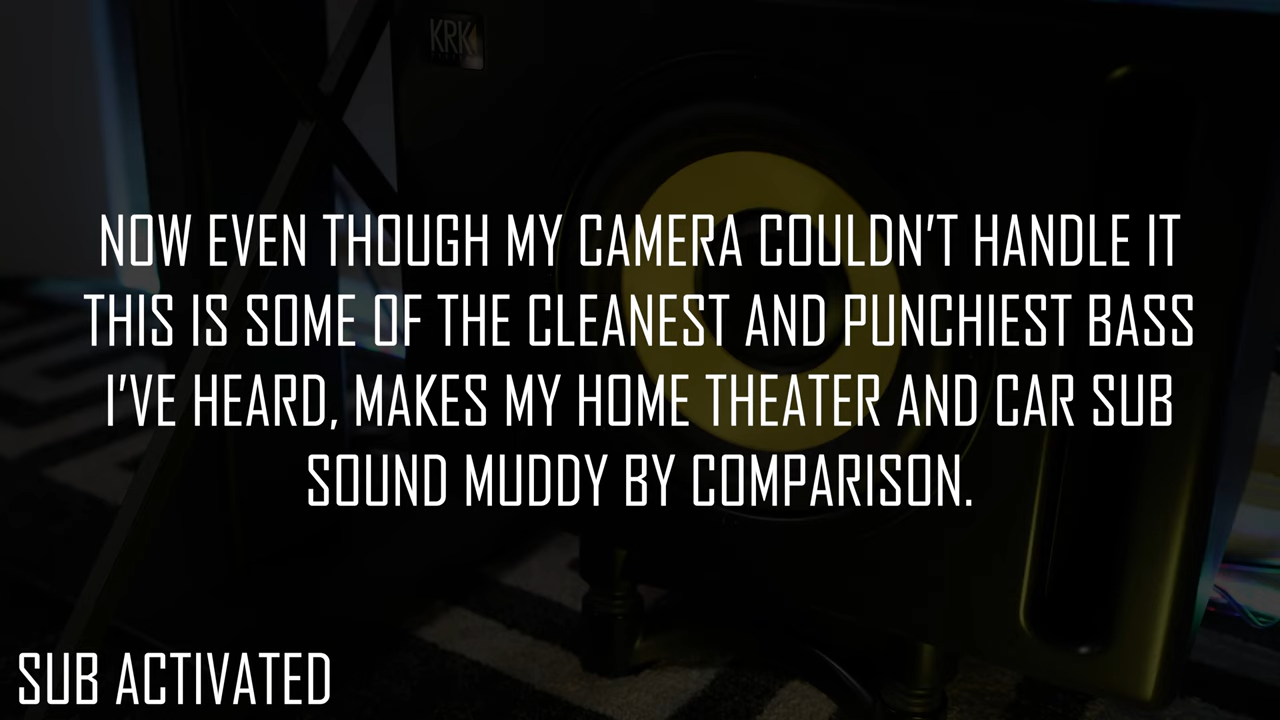 KRK
NOW EVEN THOUGH MY CAMERA COULDN'T HANDLE IT
THIS IS SOME OF THE CLEANEST AND PUNCHIEST BASS
I'VE HEARD, MAKES MY HOME THEATER AND CAR SUB
SOUND MUDDY BY COMPARISON.
SUB ACTIVATED